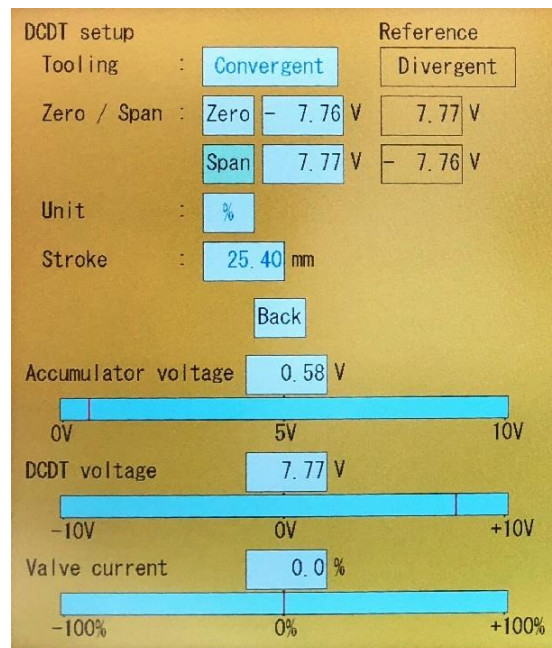 DCDT setup Reference
Tooling : Convergent Divergent
Zero / Span : Zero - 7.76 V 7.77 V
Span 7.77 V - 7.76 V
Unit : %
Stroke : 25.40 mm
Back
Accumulator voltage 0.58 V
0V 5V 10V
DCDT voltage 7.77 V
-10V 0V +10V
Valve current 0.0 %
-100% 0% +100%